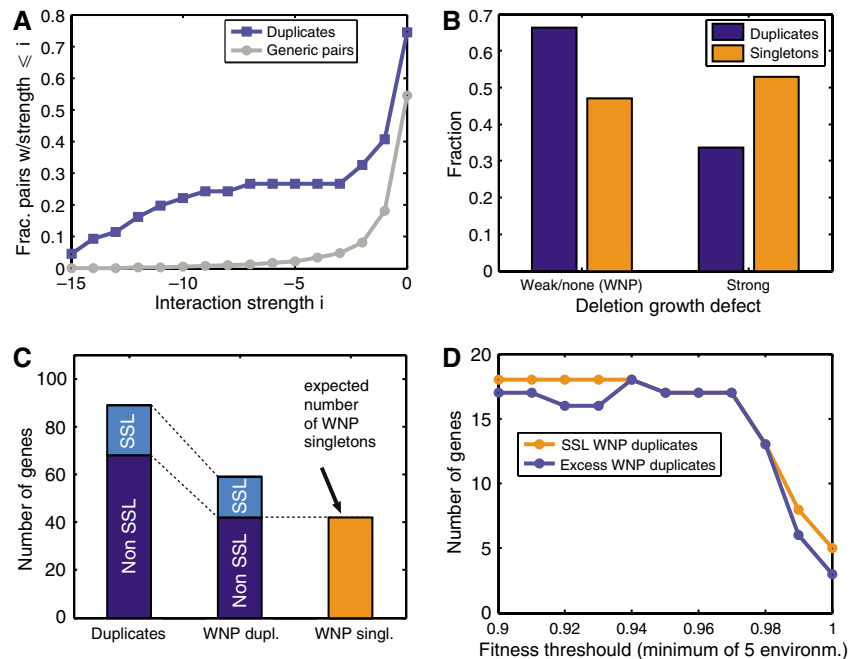 A
0.8
0.7
0.6
0.5
0.4
0.3
0.2
0.1
0
Frac. pairs w/strength ⩽ i
Duplicates
Generic pairs
−15
−10
−5
0
Interaction strength i
B
0.7
0.6
0.5
0.4
0.3
0.2
0.1
0
Fraction
Duplicates
Singletons
Weak/none (WNP)
Strong
Deletion growth defect
C
100
80
60
40
20
0
Number of genes
SSL
Non SSL
SSL
Non SSL
expected
number
of WNP
singletons
Duplicates
WNP dupl.
WNP singl.
D
20
15
10
5
0
Number of genes
SSL WNP duplicates
Excess WNP duplicates
0.9
0.92
0.94
0.96
0.98
1
Fitness threshold (minimum of 5 environm.)